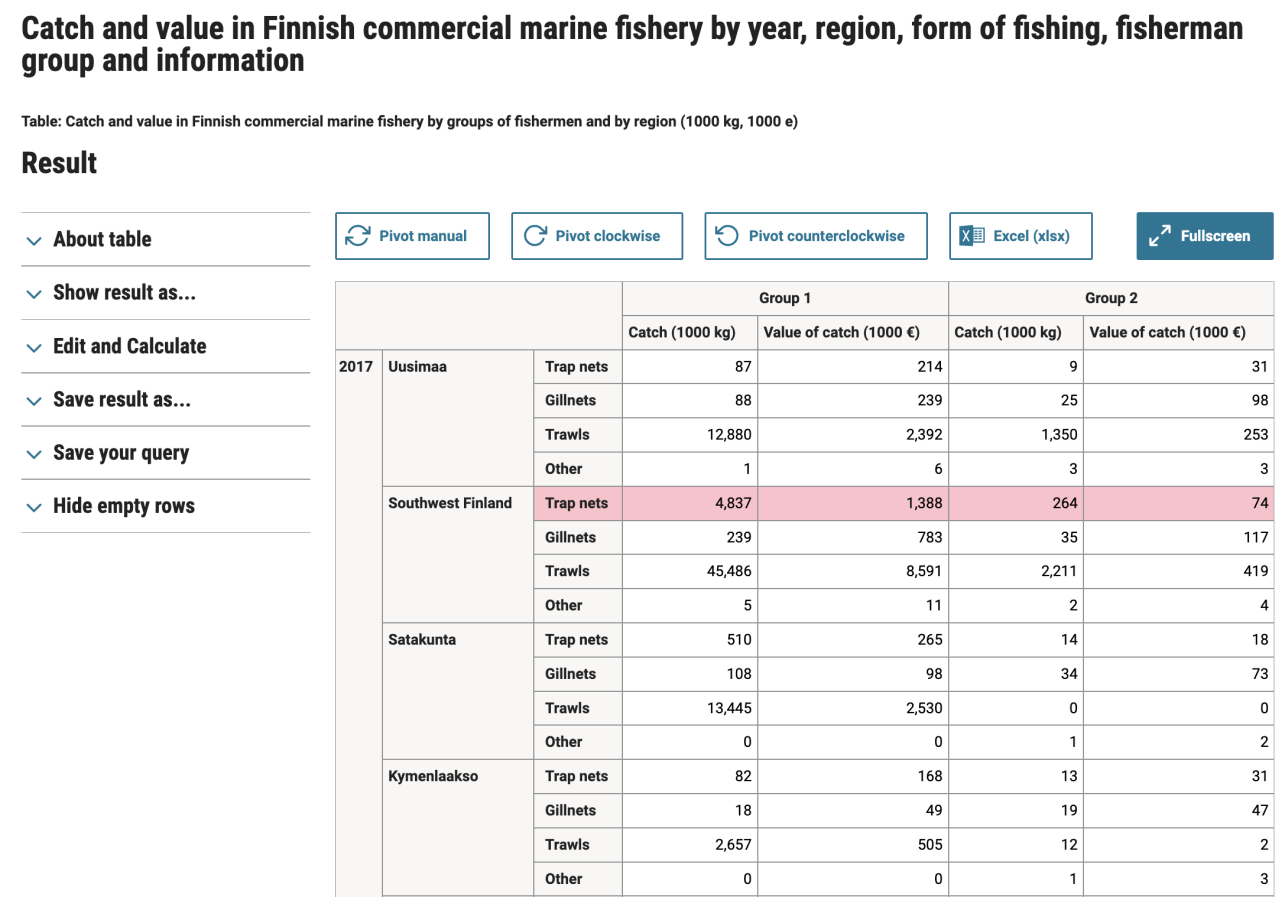 Catch and value in Finnish commercial marine fishery by year, region, form of fishing, fisherman
group and information
Table: Catch and value in Finnish commercial marine fishery by groups of fishermen and by region (1000 kg, 1000 e)
Result
About table
Show result as...
Edit and Calculate
Save result as...
Save your query
Hide empty rows
Pivot manual Pivot clockwise Pivot counterclockwise Excel (xlsx) Fullscreen
Group 1 Group 2
Catch (1000 kg) Value of catch (1000 €) Catch (1000 kg) Value of catch (1000 €)
2017 Uusimaa Trap nets 87 214 9 31
Gillnets 88 239 25 98
Trawls 12,880 2,392 1,350 253
Other 1 6 3 3
Southwest Finland Trap nets 4,837 1,388 264 74
Gillnets 239 783 35 117
Trawls 45,486 8,591 2,211 419
Other 5 11 2 4
Satakunta Trap nets 510 265 14 18
Gillnets 108 98 34 73
Trawls 13,445 2,530 0 0
Other 0 0 1 2
Kymenlaakso Trap nets 82 168 13 31
Gillnets 18 49 19 47
Trawls 2,657 505 12 2
Other 0 0 1 3